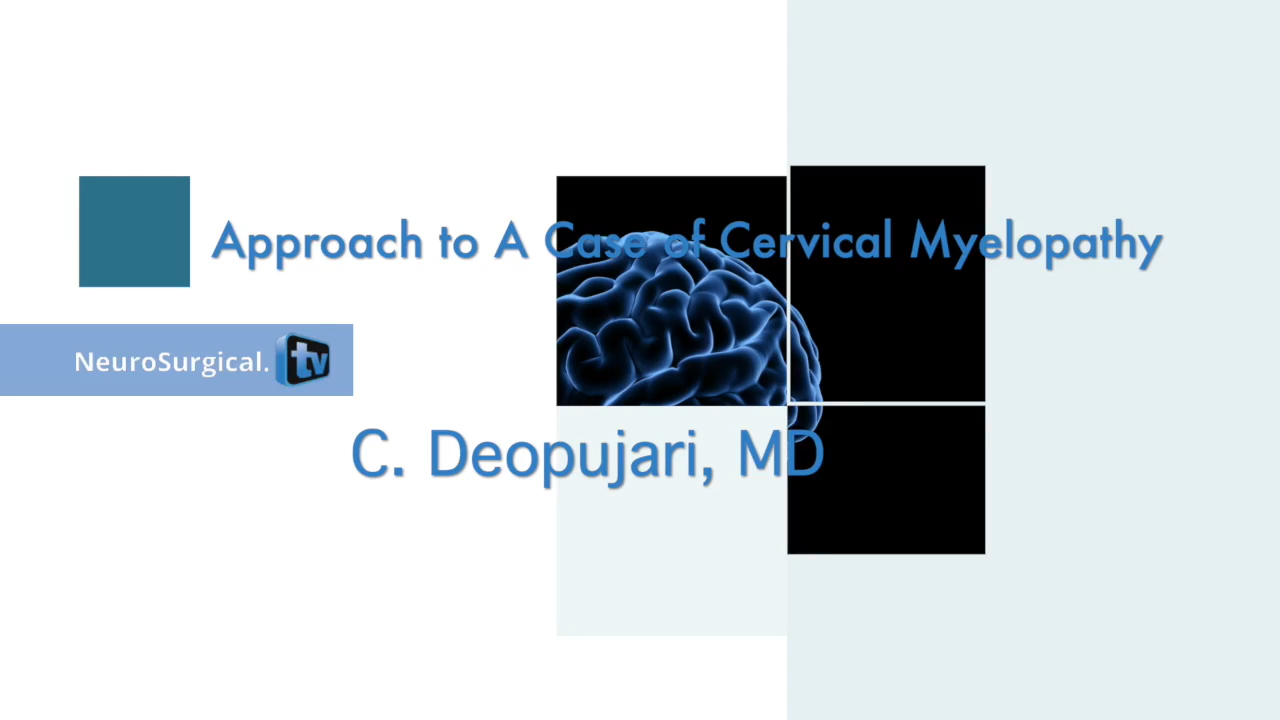 Approach to A Case of Cervical Myelopathy
NeuroSurgical.tv
C. Deopujari, MD